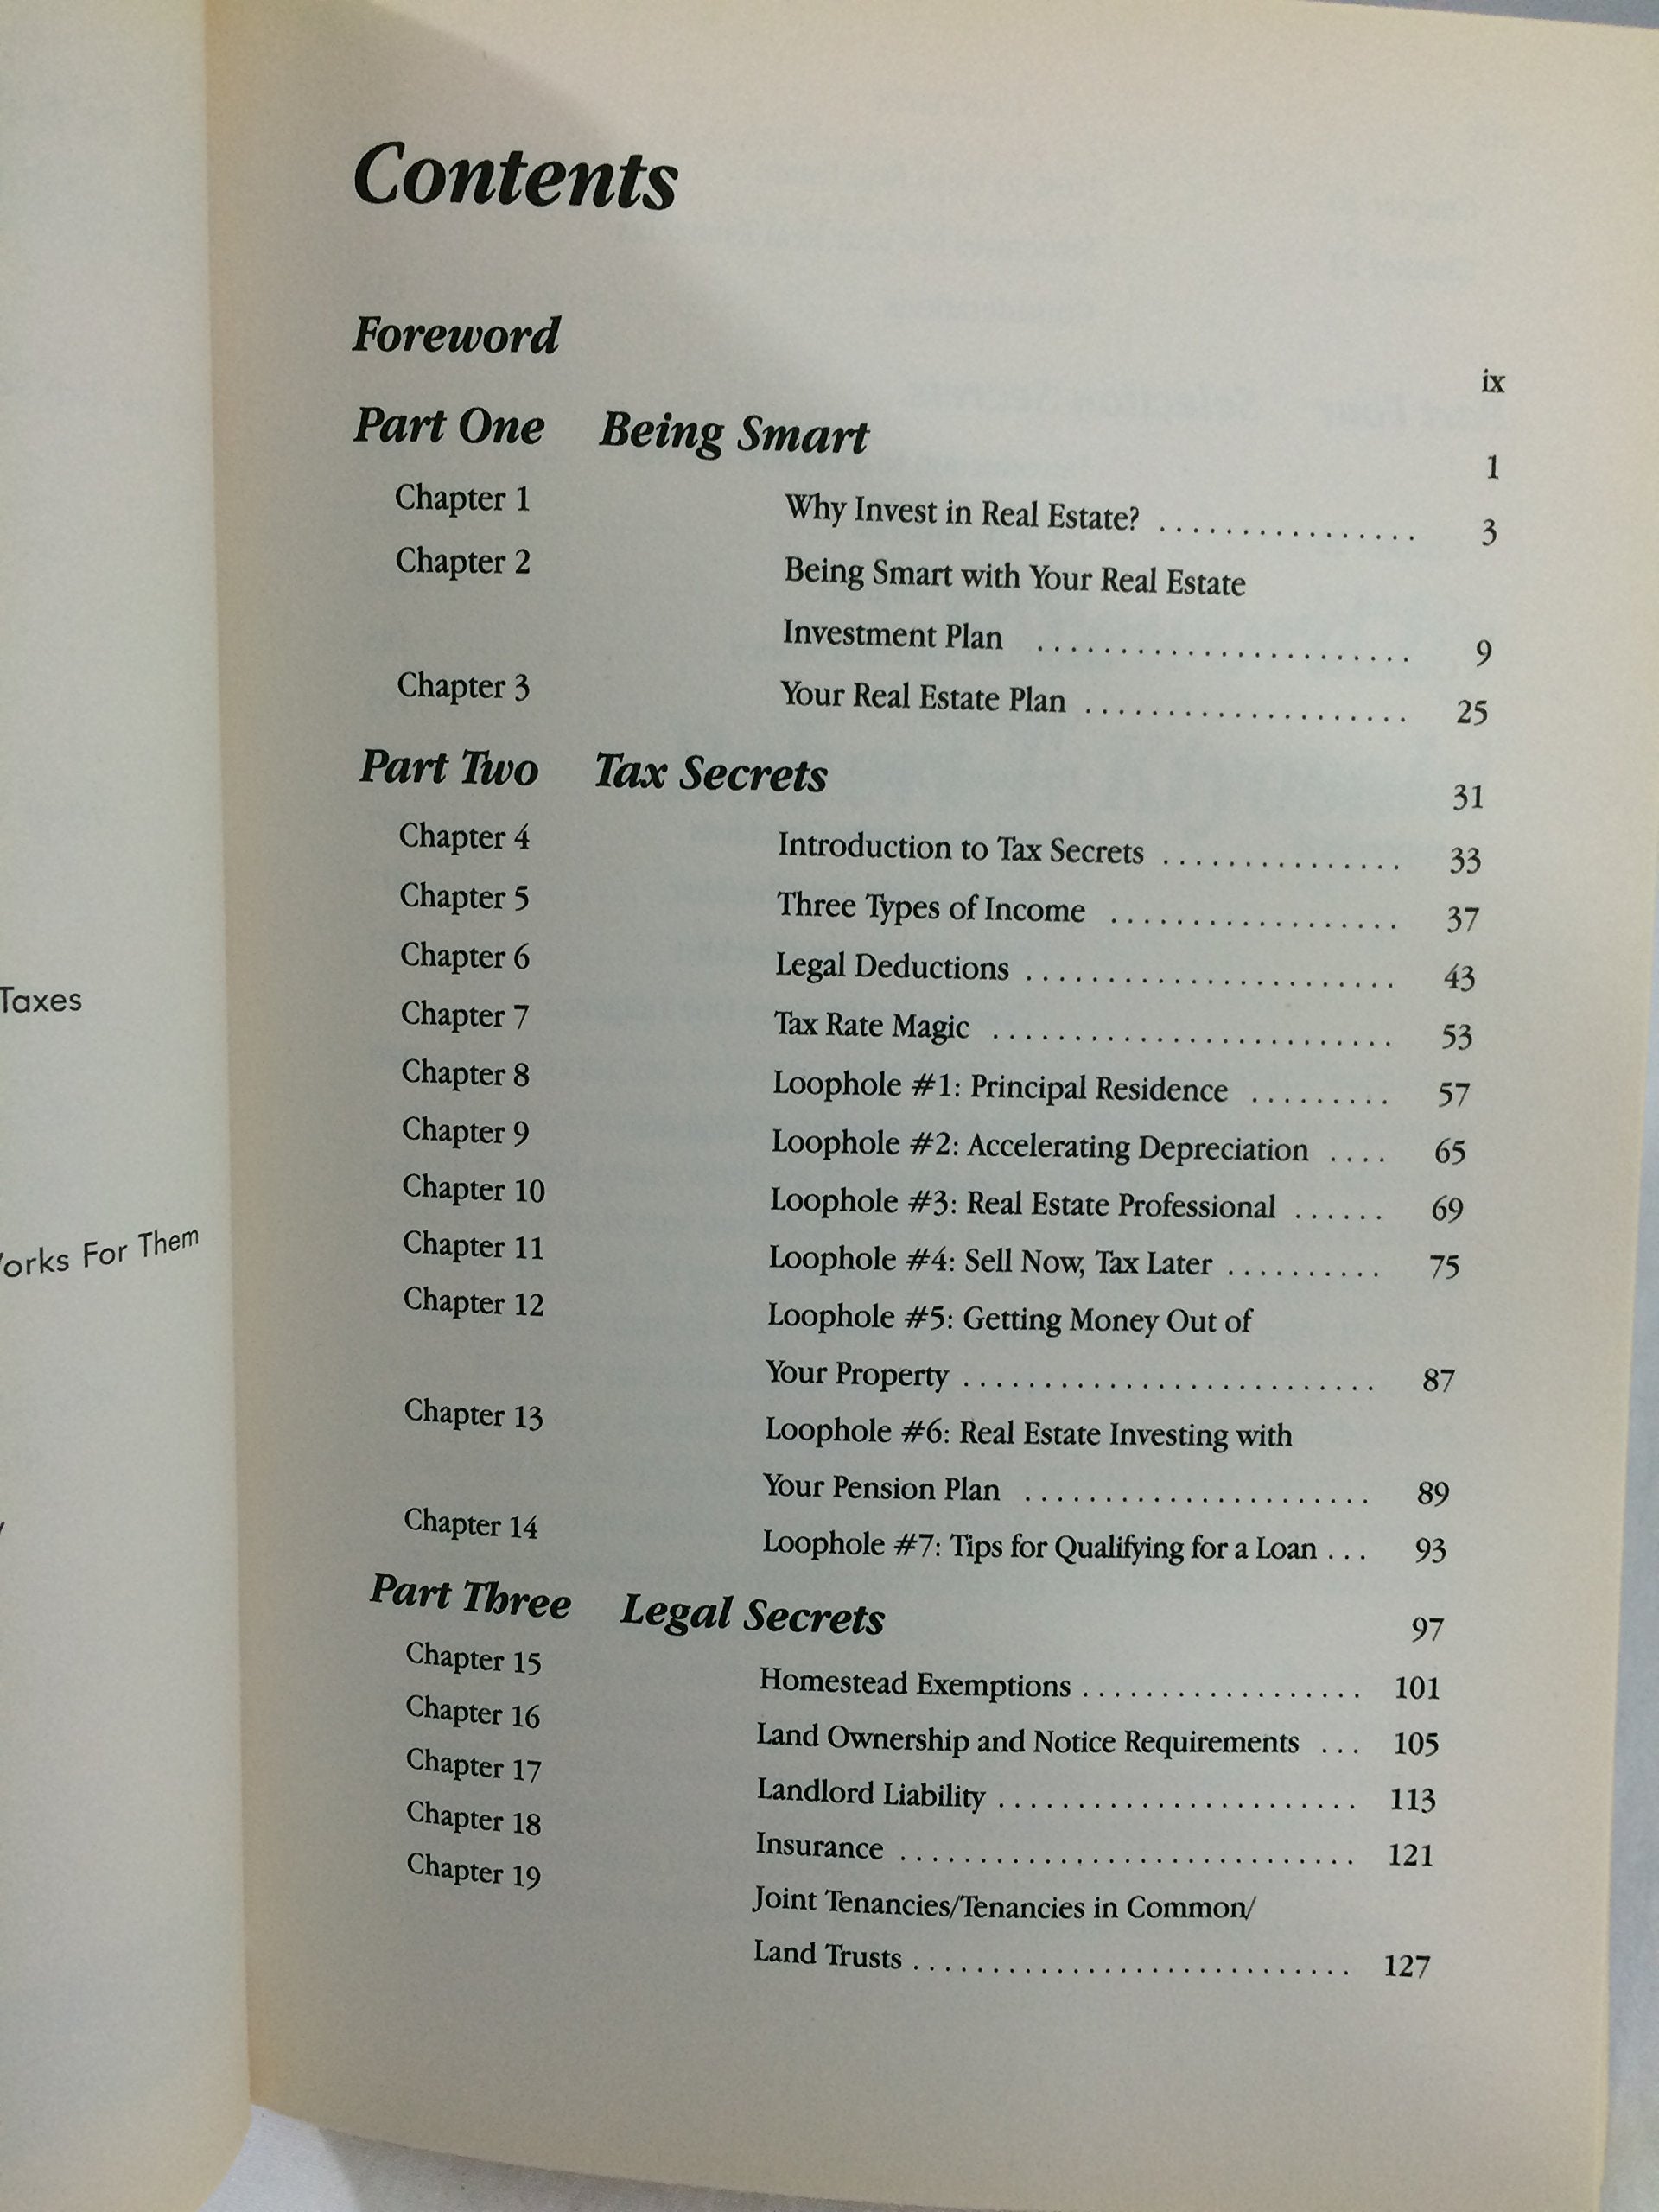 Taxes
orks For Them
Contents
Foreword ix
Part One Being Smart 1
Chapter 1 Why Invest in Real Estate? ................ 3
Chapter 2 Being Smart with Your Real Estate
Investment Plan ....................... 9
Chapter 3 Your Real Estate Plan .................... 25
Part Two Tax Secrets 31
Chapter 4 Introduction to Tax Secrets ............... 33
Chapter 5 Three Types of Income .................. 37
Chapter 6 Legal Deductions ....................... 43
Chapter 7 Tax Rate Magic ......................... 53
Chapter 8 Loophole #1: Principal Residence ......... 57
Chapter 9 Loophole #2: Accelerating Depreciation .... 65
Chapter 10 Loophole #3: Real Estate Professional ...... 69
Chapter 11 Loophole #4: Sell Now, Tax Later .......... 75
Chapter 12 Loophole #5: Getting Money Out of
Your Property .......................... 87
Chapter 13 Loophole #6: Real Estate Investing with
Your Pension Plan ...................... 89
Chapter 14 Loophole #7: Tips for Qualifying for a Loan ... 93
Part Three Legal Secrets 97
Chapter 15 Homestead Exemptions .................. 101
Chapter 16 Land Ownership and Notice Requirements ... 105
Chapter 17 Landlord Liability ....................... 113
Chapter 18 Insurance ............................. 121
Chapter 19 Joint Tenancies/Tenancies in Common/
Land Trusts ............................ 127